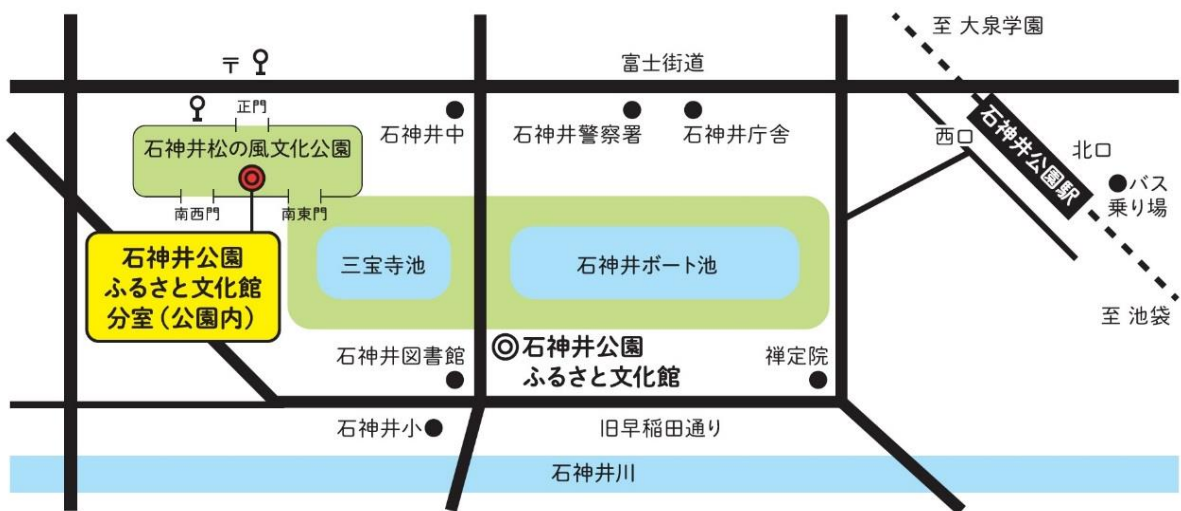 至 大泉学園
〒
富士街道
正門
石神井中
石神井警察署
石神井庁舎
西口
石神井公園駅
北口
バス
乗り場
石神井松の風文化公園
南西門
南東門
石神井公園
ふるさと文化館
分室（公園内）
三宝寺池
石神井ボート池
至 池袋
石神井図書館
石神井公園
ふるさと文化館
禅定院
石神井小
旧早稲田通り
石神井川